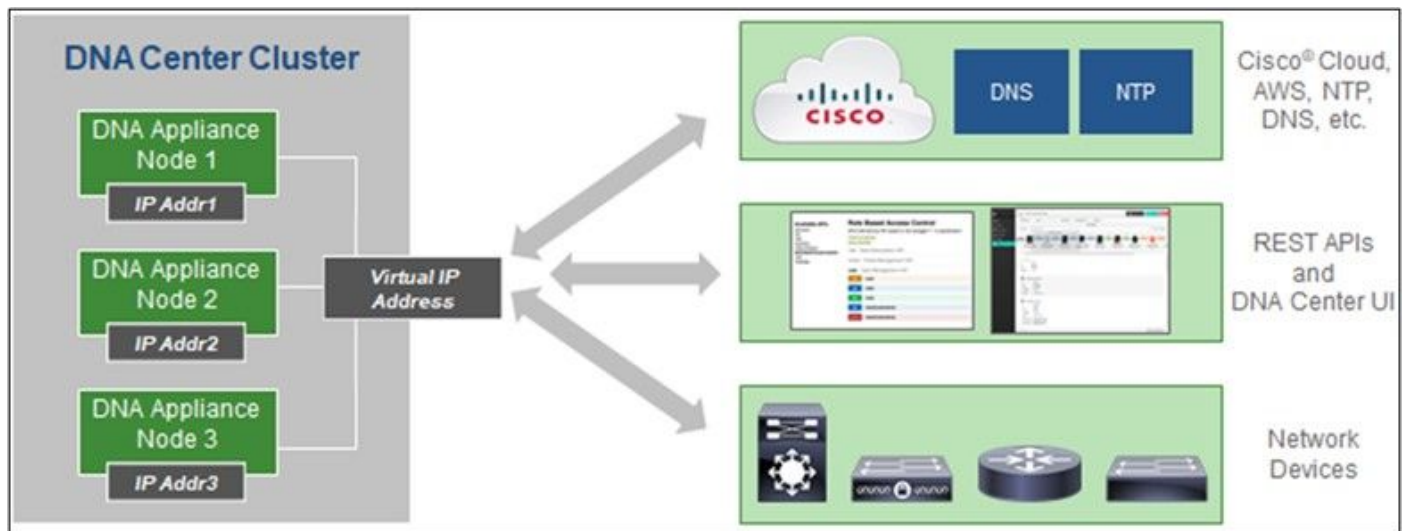 DNA Center Cluster
DNA Appliance
Node 1
IP Addr1
DNA Appliance
Node 2
IP Addr2
DNA Appliance
Node 3
IP Addr3
Virtual IP
Address
CISCO
DNS
NTP
Cisco® Cloud,
AWS, NTP,
DNS, etc.
Role Based Access Control
REST APIs
and
DNA Center UI
Network
Devices